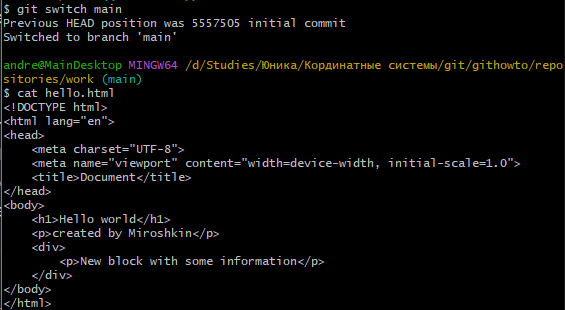 $ git switch main
Previous HEAD position was 5557505 initial commit
Switched to branch 'main'
andre@MainDesktop MINGW64 /d/Studies/Юника/Кординатные системы/git/githowto/repo
sitories/work (main)
$ cat hello.html
<!DOCTYPE html>
<html lang="en">
<head>
    <meta charset="UTF-8">
    <meta name="viewport" content="width=device-width, initial-scale=1.0">
    <title>Document</title>
</head>
<body>
    <h1>Hello world</h1>
    <p>created by Miroshkin</p>
    <div>
        <p>New block with some information</p>
    </div>
</body>
</html>